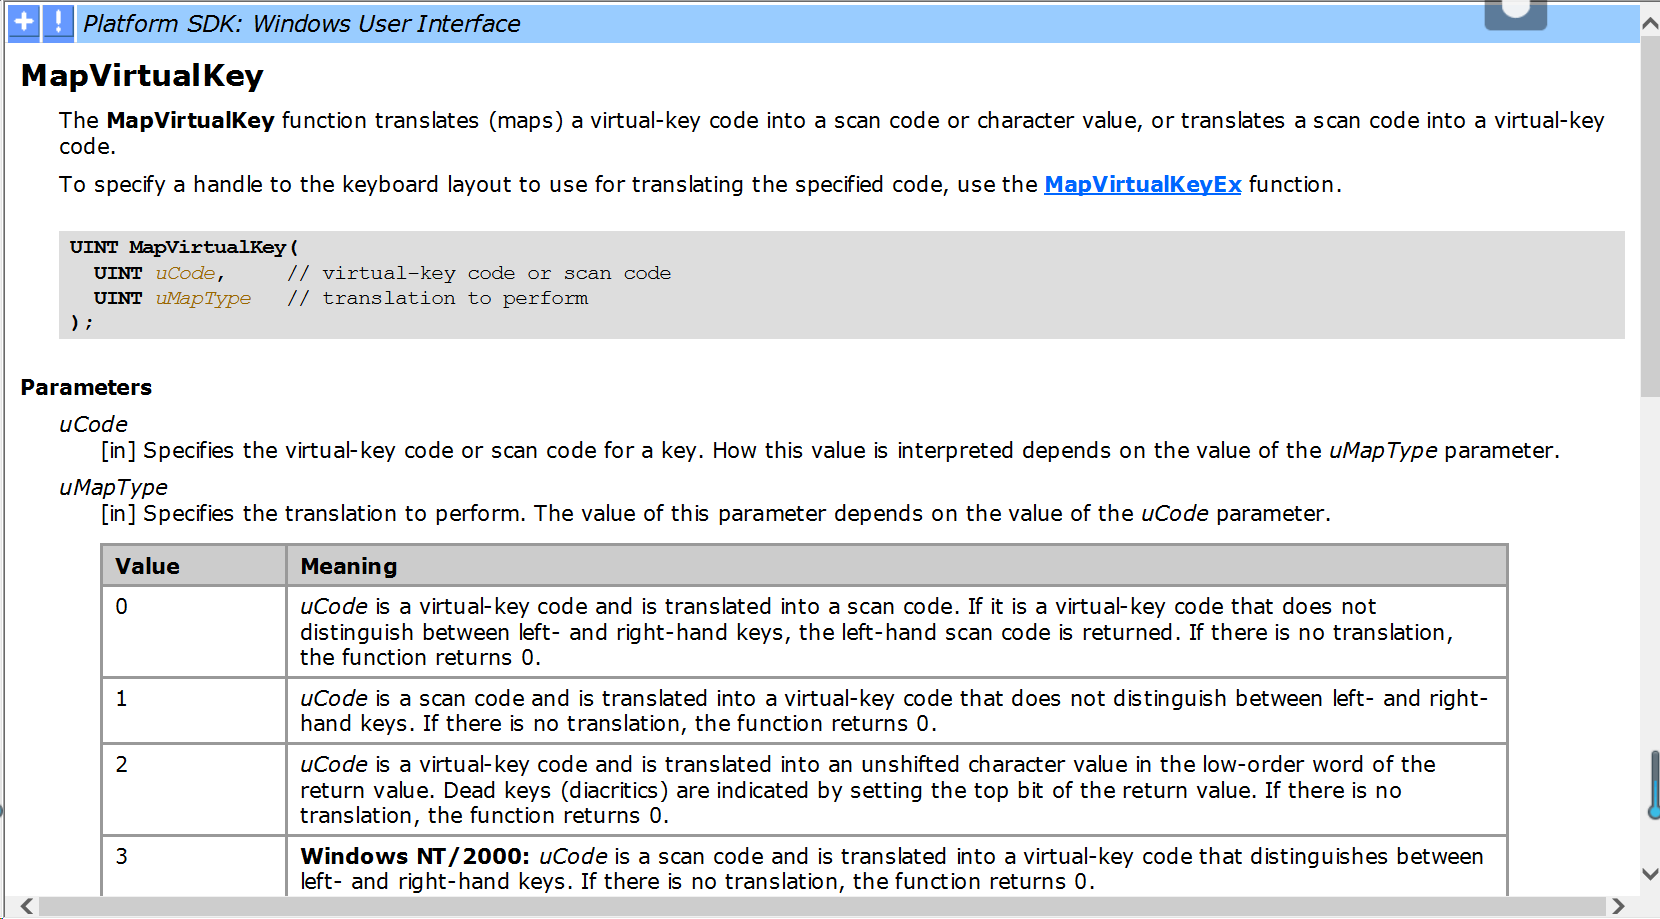 Platform SDK: Windows User Interface
MapVirtualKey
The MapVirtualKey function translates (maps) a virtual-key code into a scan code or character value, or translates a scan code into a virtual-key
code.
To specify a handle to the keyboard layout to use for translating the specified code, use the MapVirtualKeyEx function.
UINT MapVirtualKey(
  UINT uCode,     // virtual-key code or scan code
  UINT uMapType   // translation to perform
);
Parameters
uCode
[in] Specifies the virtual-key code or scan code for a key. How this value is interpreted depends on the value of the uMapType parameter.
uMapType
[in] Specifies the translation to perform. The value of this parameter depends on the value of the uCode parameter.
Value Meaning
0 uCode is a virtual-key code and is translated into a scan code. If it is a virtual-key code that does not
distinguish between left- and right-hand keys, the left-hand scan code is returned. If there is no translation,
the function returns 0.
1 uCode is a scan code and is translated into a virtual-key code that does not distinguish between left- and right-
hand keys. If there is no translation, the function returns 0.
2 uCode is a virtual-key code and is translated into an unshifted character value in the low-order word of the
return value. Dead keys (diacritics) are indicated by setting the top bit of the return value. If there is no
translation, the function returns 0.
3 Windows NT/2000: uCode is a scan code and is translated into a virtual-key code that distinguishes between
left- and right-hand keys. If there is no translation, the function returns 0.